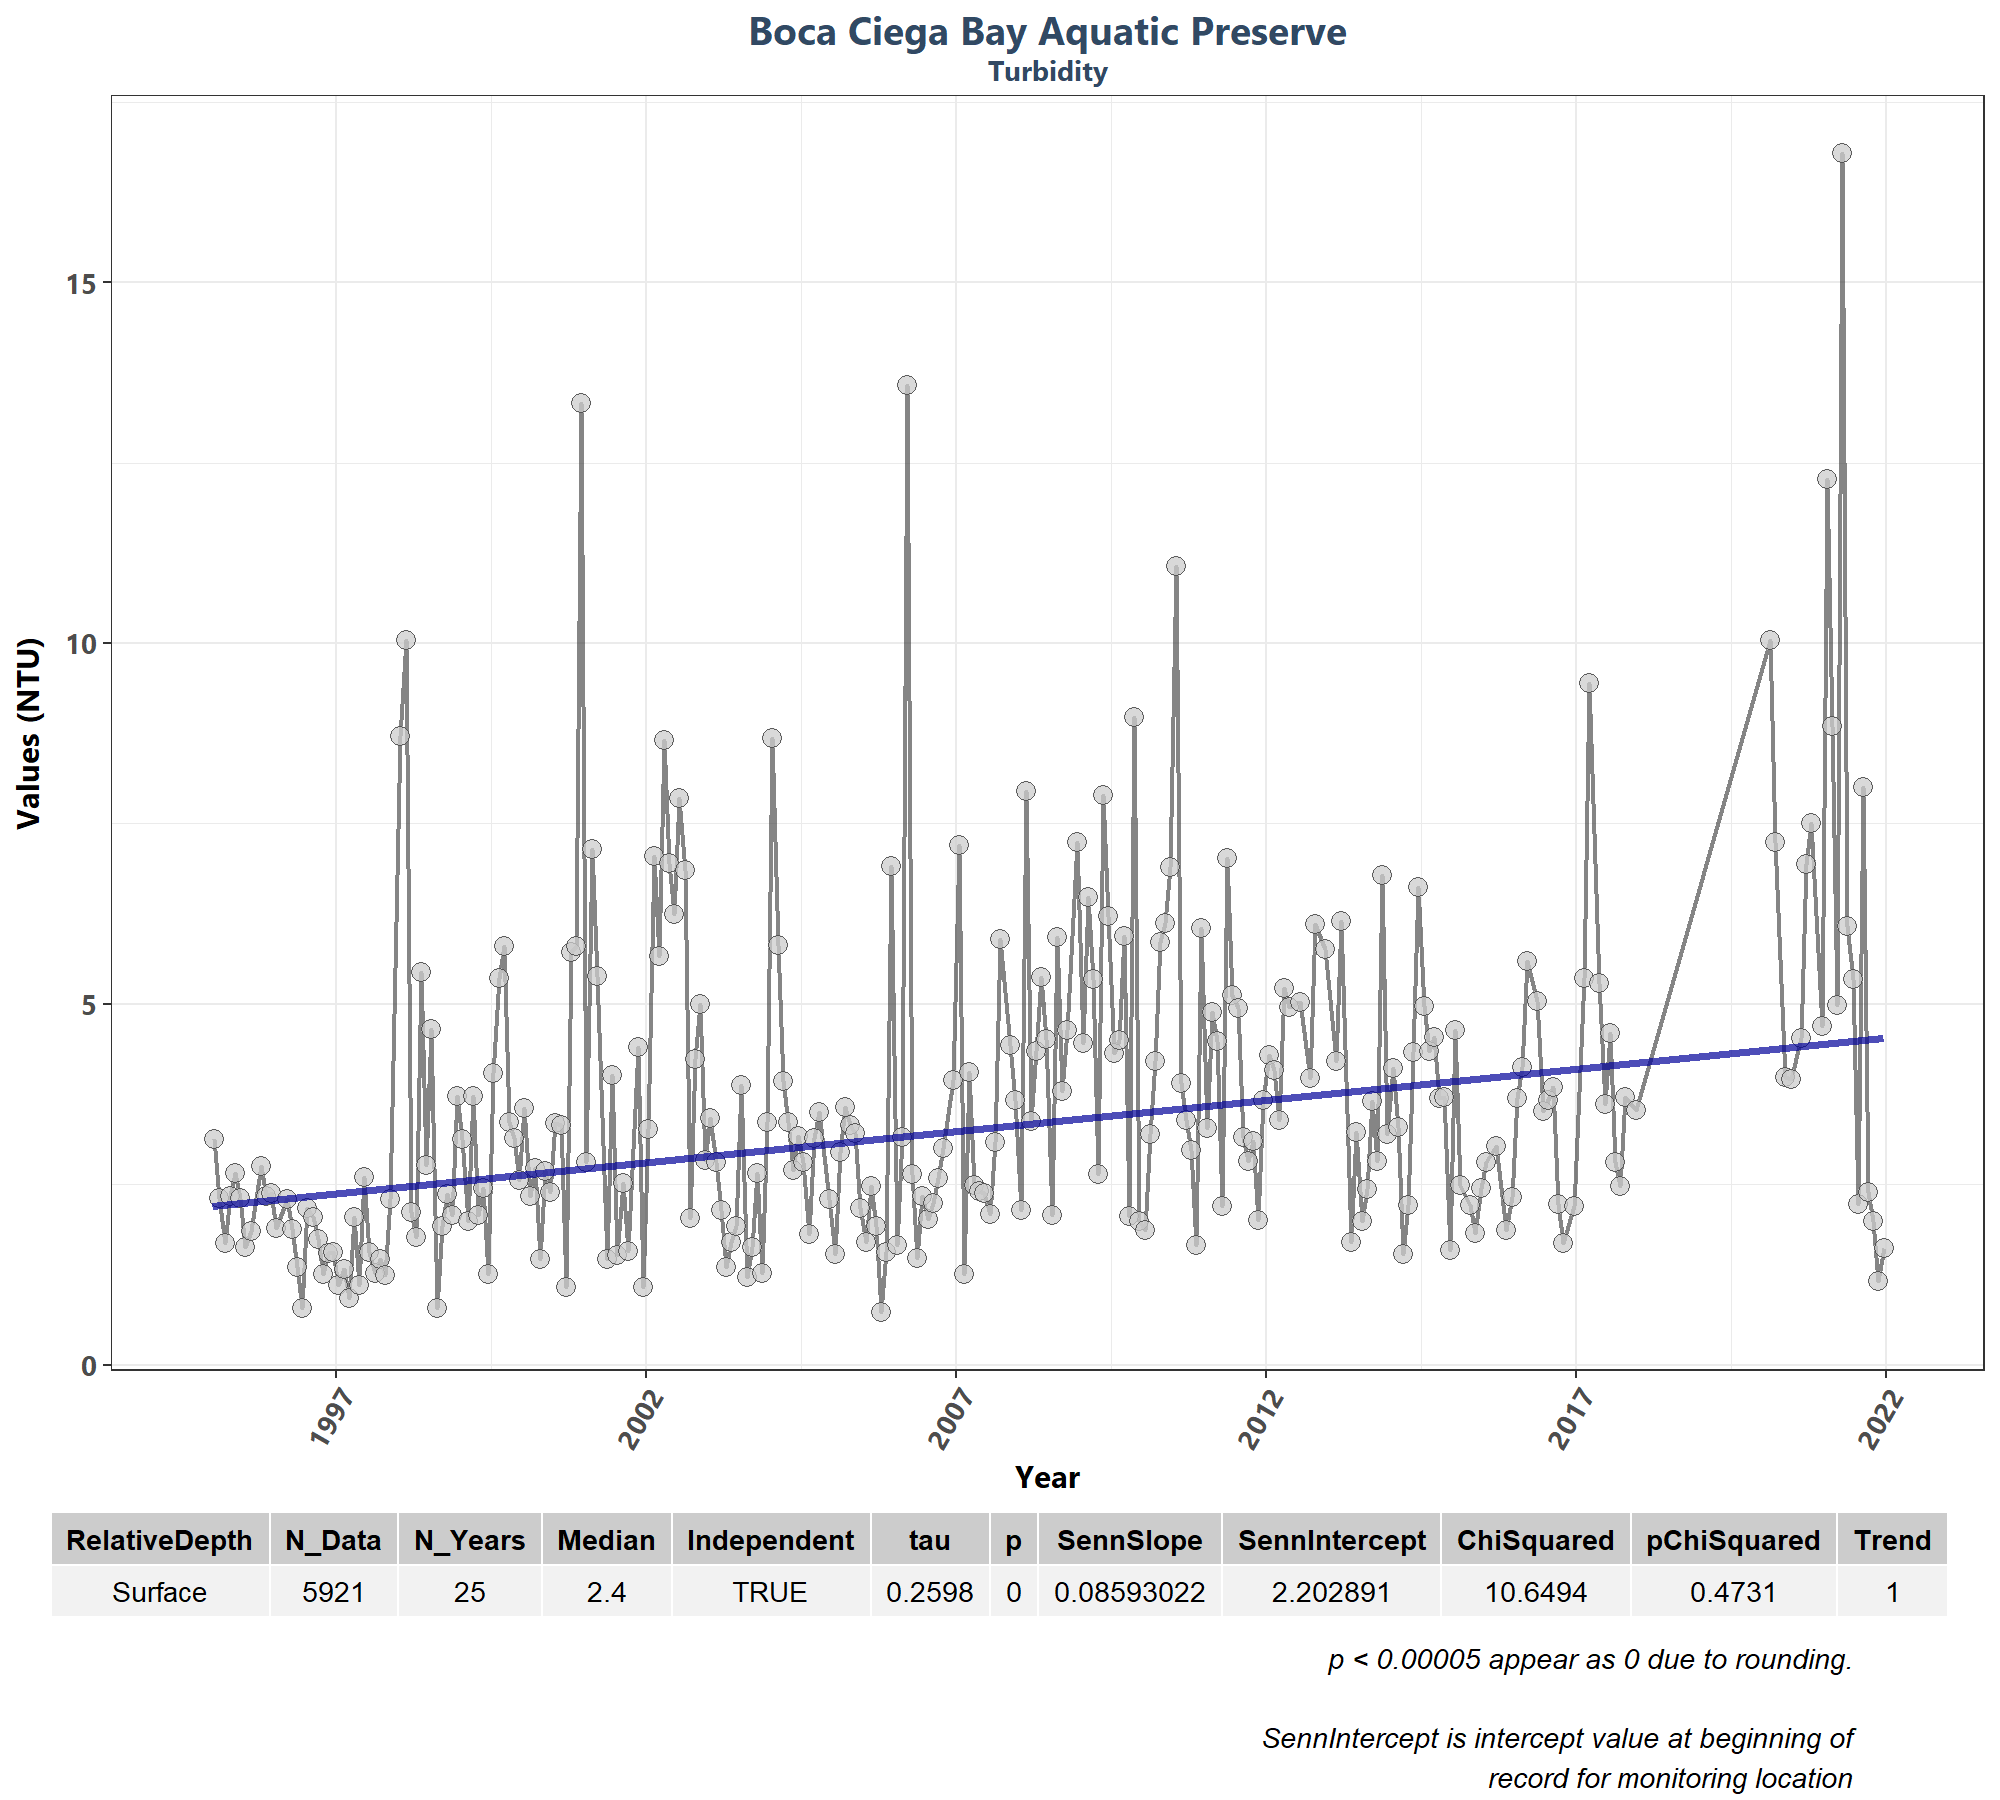 Boca Ciega Bay Aquatic Preserve
Turbidity
Values (NTU)
15
10
5
0
1997 2002 2007 2012 2017 2022
Year
RelativeDepth N_Data N_Years Median Independent tau p SennSlope SennIntercept ChiSquared pChiSquared Trend
Surface 5921 25 2.4 TRUE 0.2598 0 0.08593022 2.202891 10.6494 0.4731 1
p < 0.00005 appear as 0 due to rounding.
SennIntercept is intercept value at beginning of
record for monitoring location